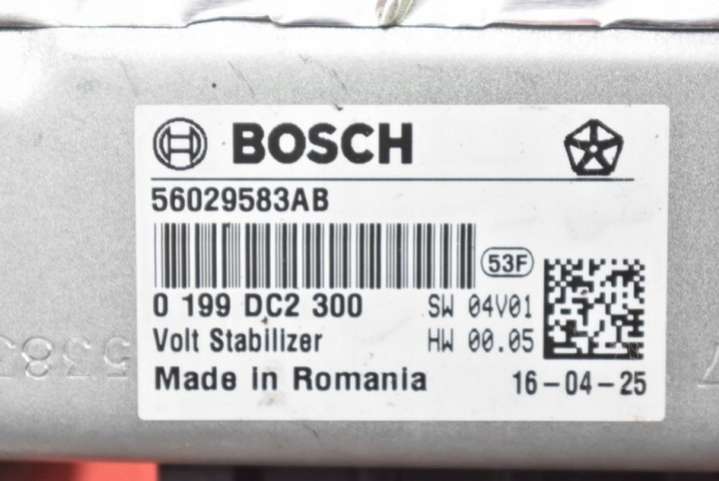 BOSCH
56029583AB
53F
0 199 DC2 300 SW 04V01
Volt Stabilizer HW 00.05
Made in Romania 16-04-25